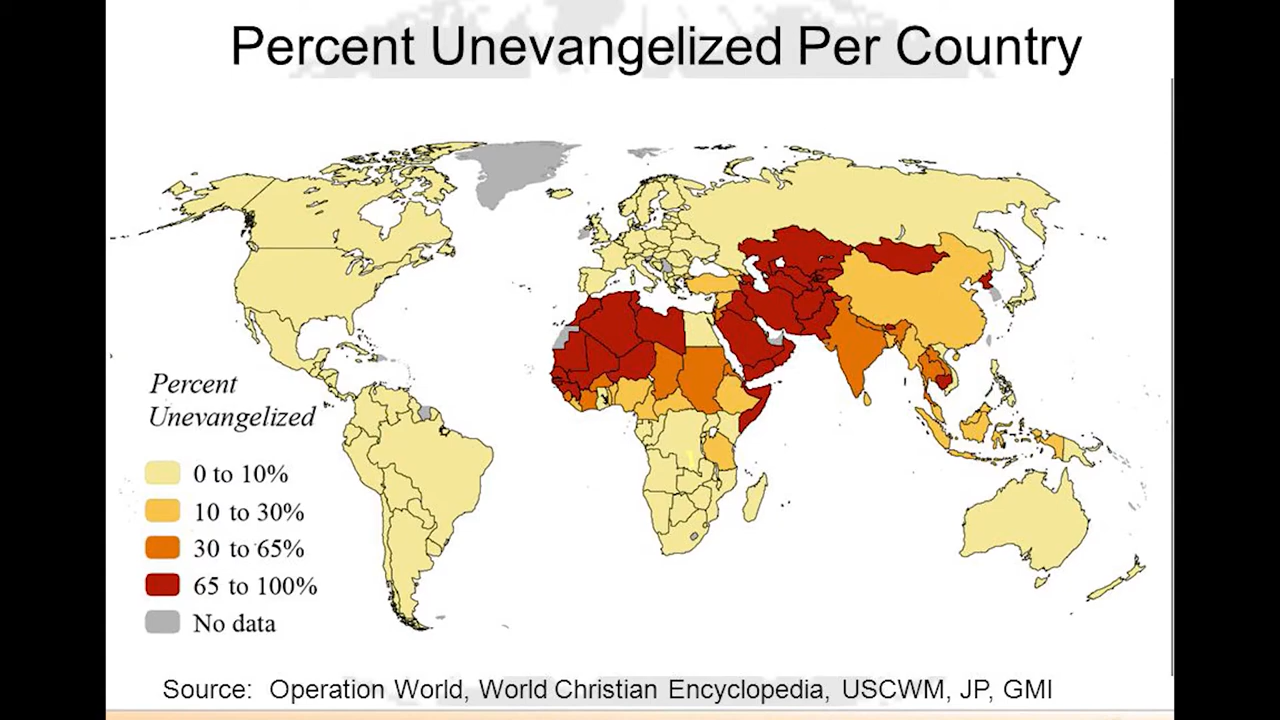 Percent Unevangelized Per Country
Percent
Unevangelized
0 to 10%
10 to 30%
30 to 65%
65 to 100%
No data
Source: Operation World, World Christian Encyclopedia, USCWM, JP, GMI